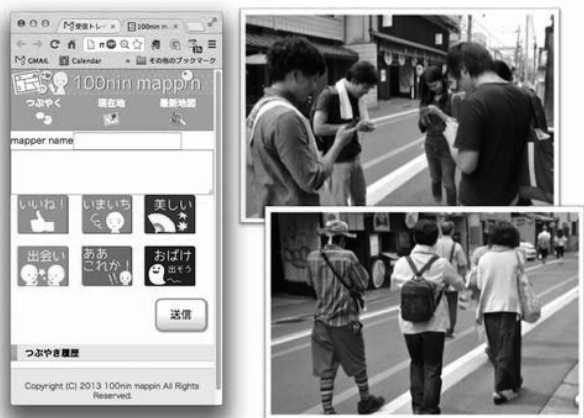 受信トレイ
100nin m
GMAIL
Calendar
その他のブックマーク
100nin mappin
つぶやく
現在地
最新地図
mapper name
いいね!
いまいち
美しい
出会い
ああ
これか!
おばけ
出そう
送信
つぶやき履歴
Copyright (C) 2013 100nin mappin All Rights
Reserved.